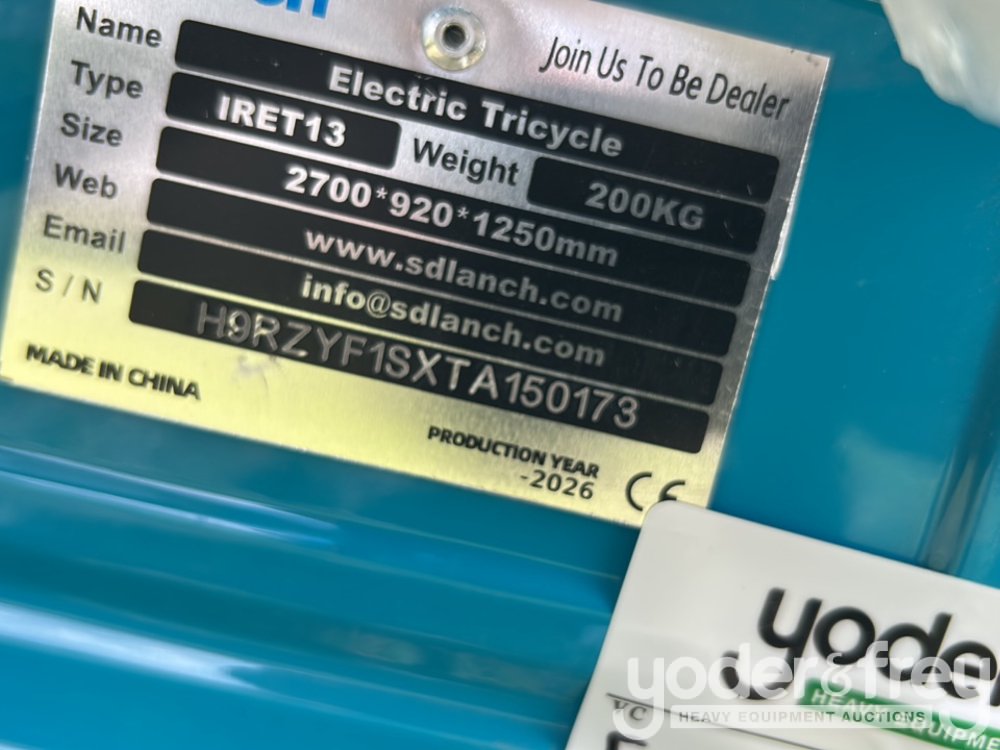 Join Us To Be Dealer
Name Electric Tricycle
Type IRET13 Weight 200KG
Size 2700*920*1250mm
Web www.sdlanch.com
Email info@sdlanch.com
S / N H9RZYF1SXTA150173
MADE IN CHINA
PRODUCTION YEAR
-2026 CE
yoder
HEAVY EQUIPME
yoder&frey
HEAVY EQUIPMENT AUCTIONS